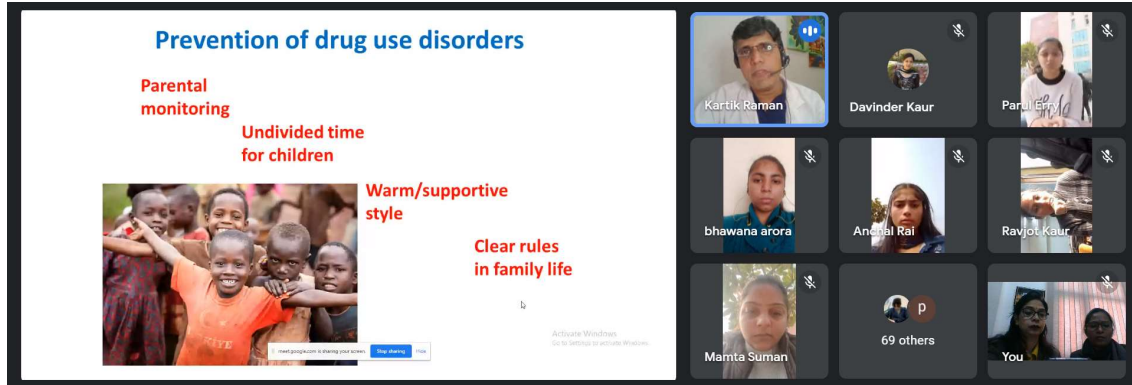 Prevention of drug use disorders
Parental
monitoring
Undivided time
for children
Warm/supportive
style
Clear rules
in family life
meet.google.com is sharing your screen.
Stop sharing
Hide
Activate Windows
Go to Settings to activate Windows.
Kartik Raman
Davinder Kaur
Parul Erry
bhawana arora
Anchal Rai
Ravjot Kaur
Mamta Suman
p
69 others
You